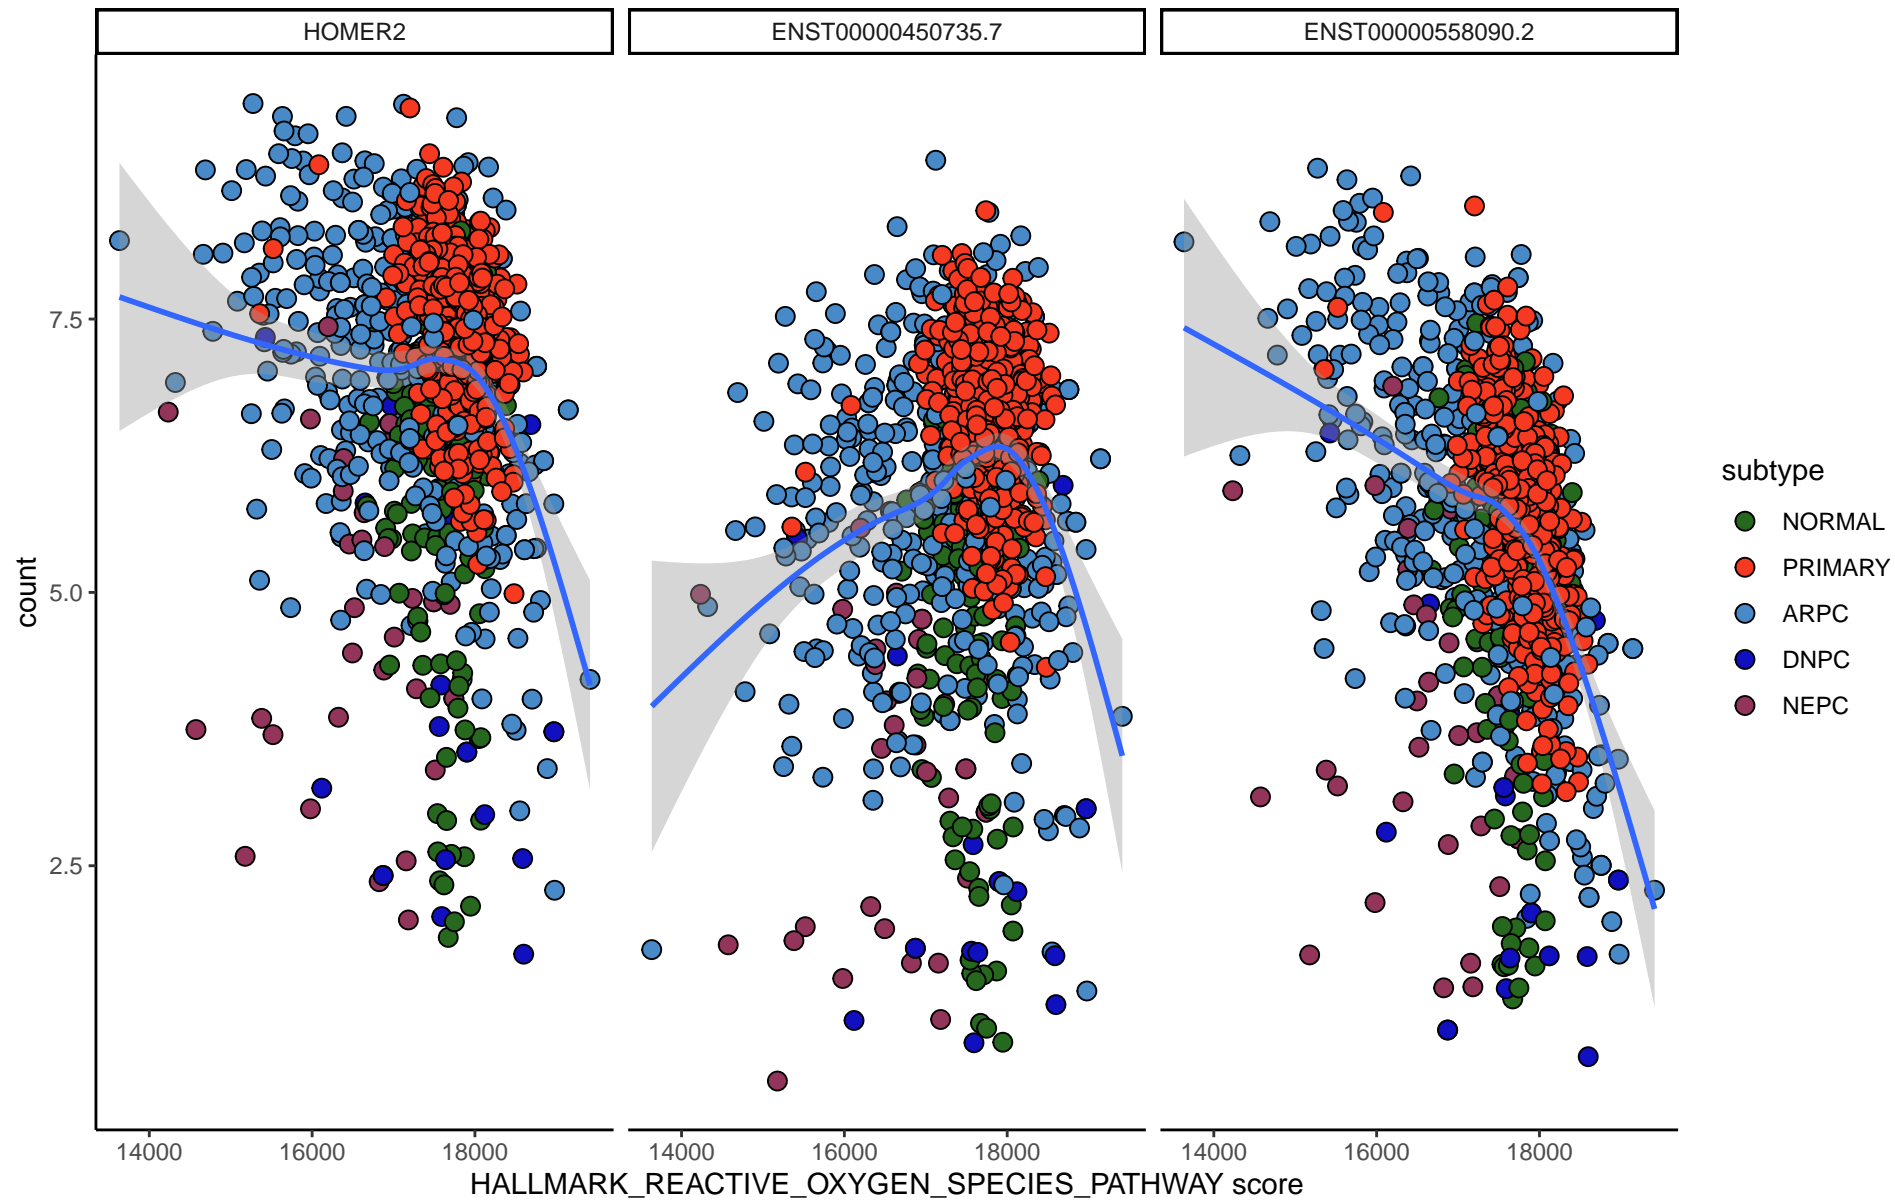 HOMER2 ENST00000450735.7 ENST00000558090.2
count
7.5
5.0
2.5
14000 16000 18000 14000 16000 18000 14000 16000 18000
HALLMARK_REACTIVE_OXYGEN_SPECIES_PATHWAY score
subtype
NORMAL
PRIMARY
ARPC
DNPC
NEPC